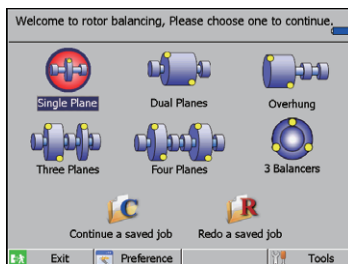 Welcome to rotor balancing, Please choose one to continue.
Single Plane
Dual Planes
Overhung
Three Planes
Four Planes
3 Balancers
C
R
Continue a saved job
Redo a saved job
Exit
Preference
Tools